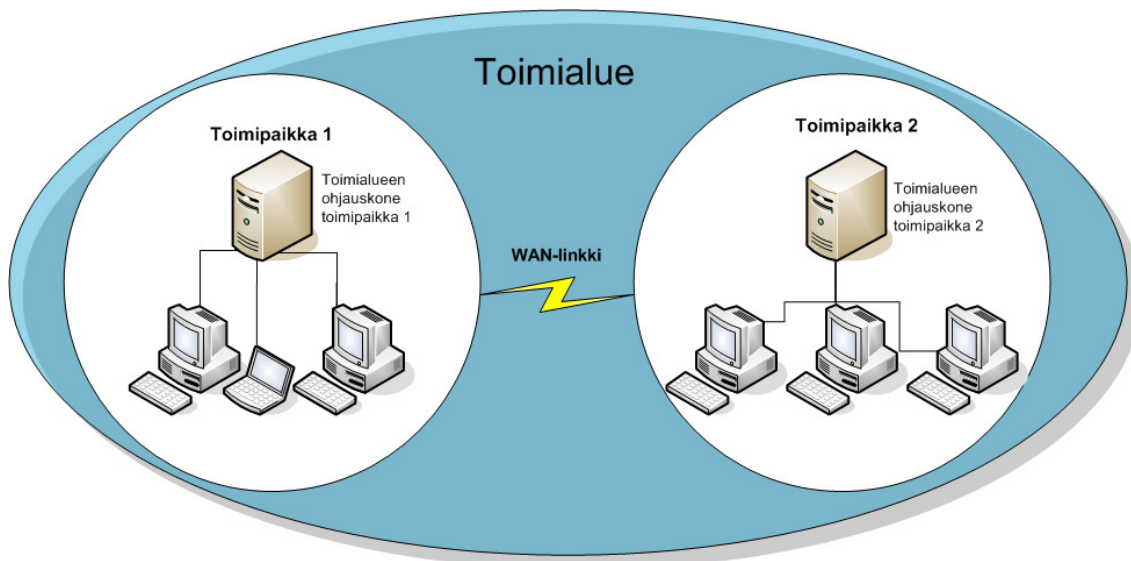 Toimialue
Toimipaikka 1
Toimialueen
ohjauskone
toimipaikka 1
WAN-linkki
Toimipaikka 2
Toimialueen
ohjauskone
toimipaikka 2